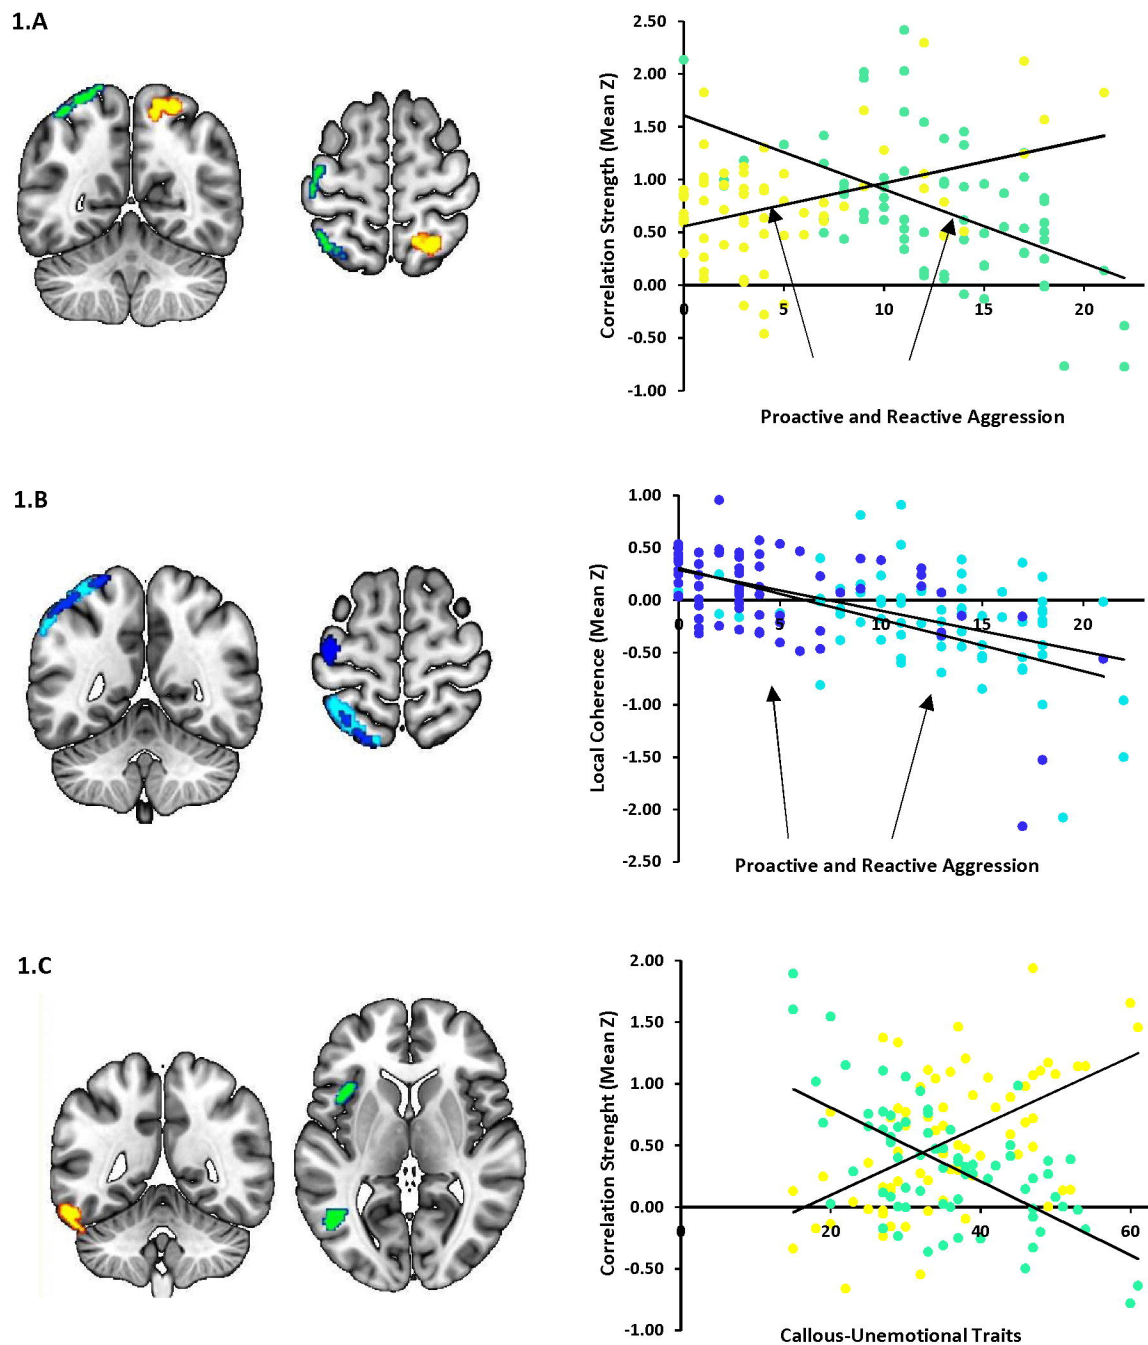 1.A
2.50
2.00
1.50
1.00
0.50
0.00
-0.50
-1.00
0 5 10 15 20
Correlation Strength (Mean Z)
Proactive and Reactive Aggression
1.B
1.00
0.50
0.00
-0.50
-1.00
-1.50
-2.00
-2.50
0 5 10 15 20
Local Coherence (Mean Z)
Proactive and Reactive Aggression
1.C
2.00
1.50
1.00
0.50
0.00
-0.50
-1.00
0 20 40 60
Correlation Strenght (Mean Z)
Callous-Unemotional Traits